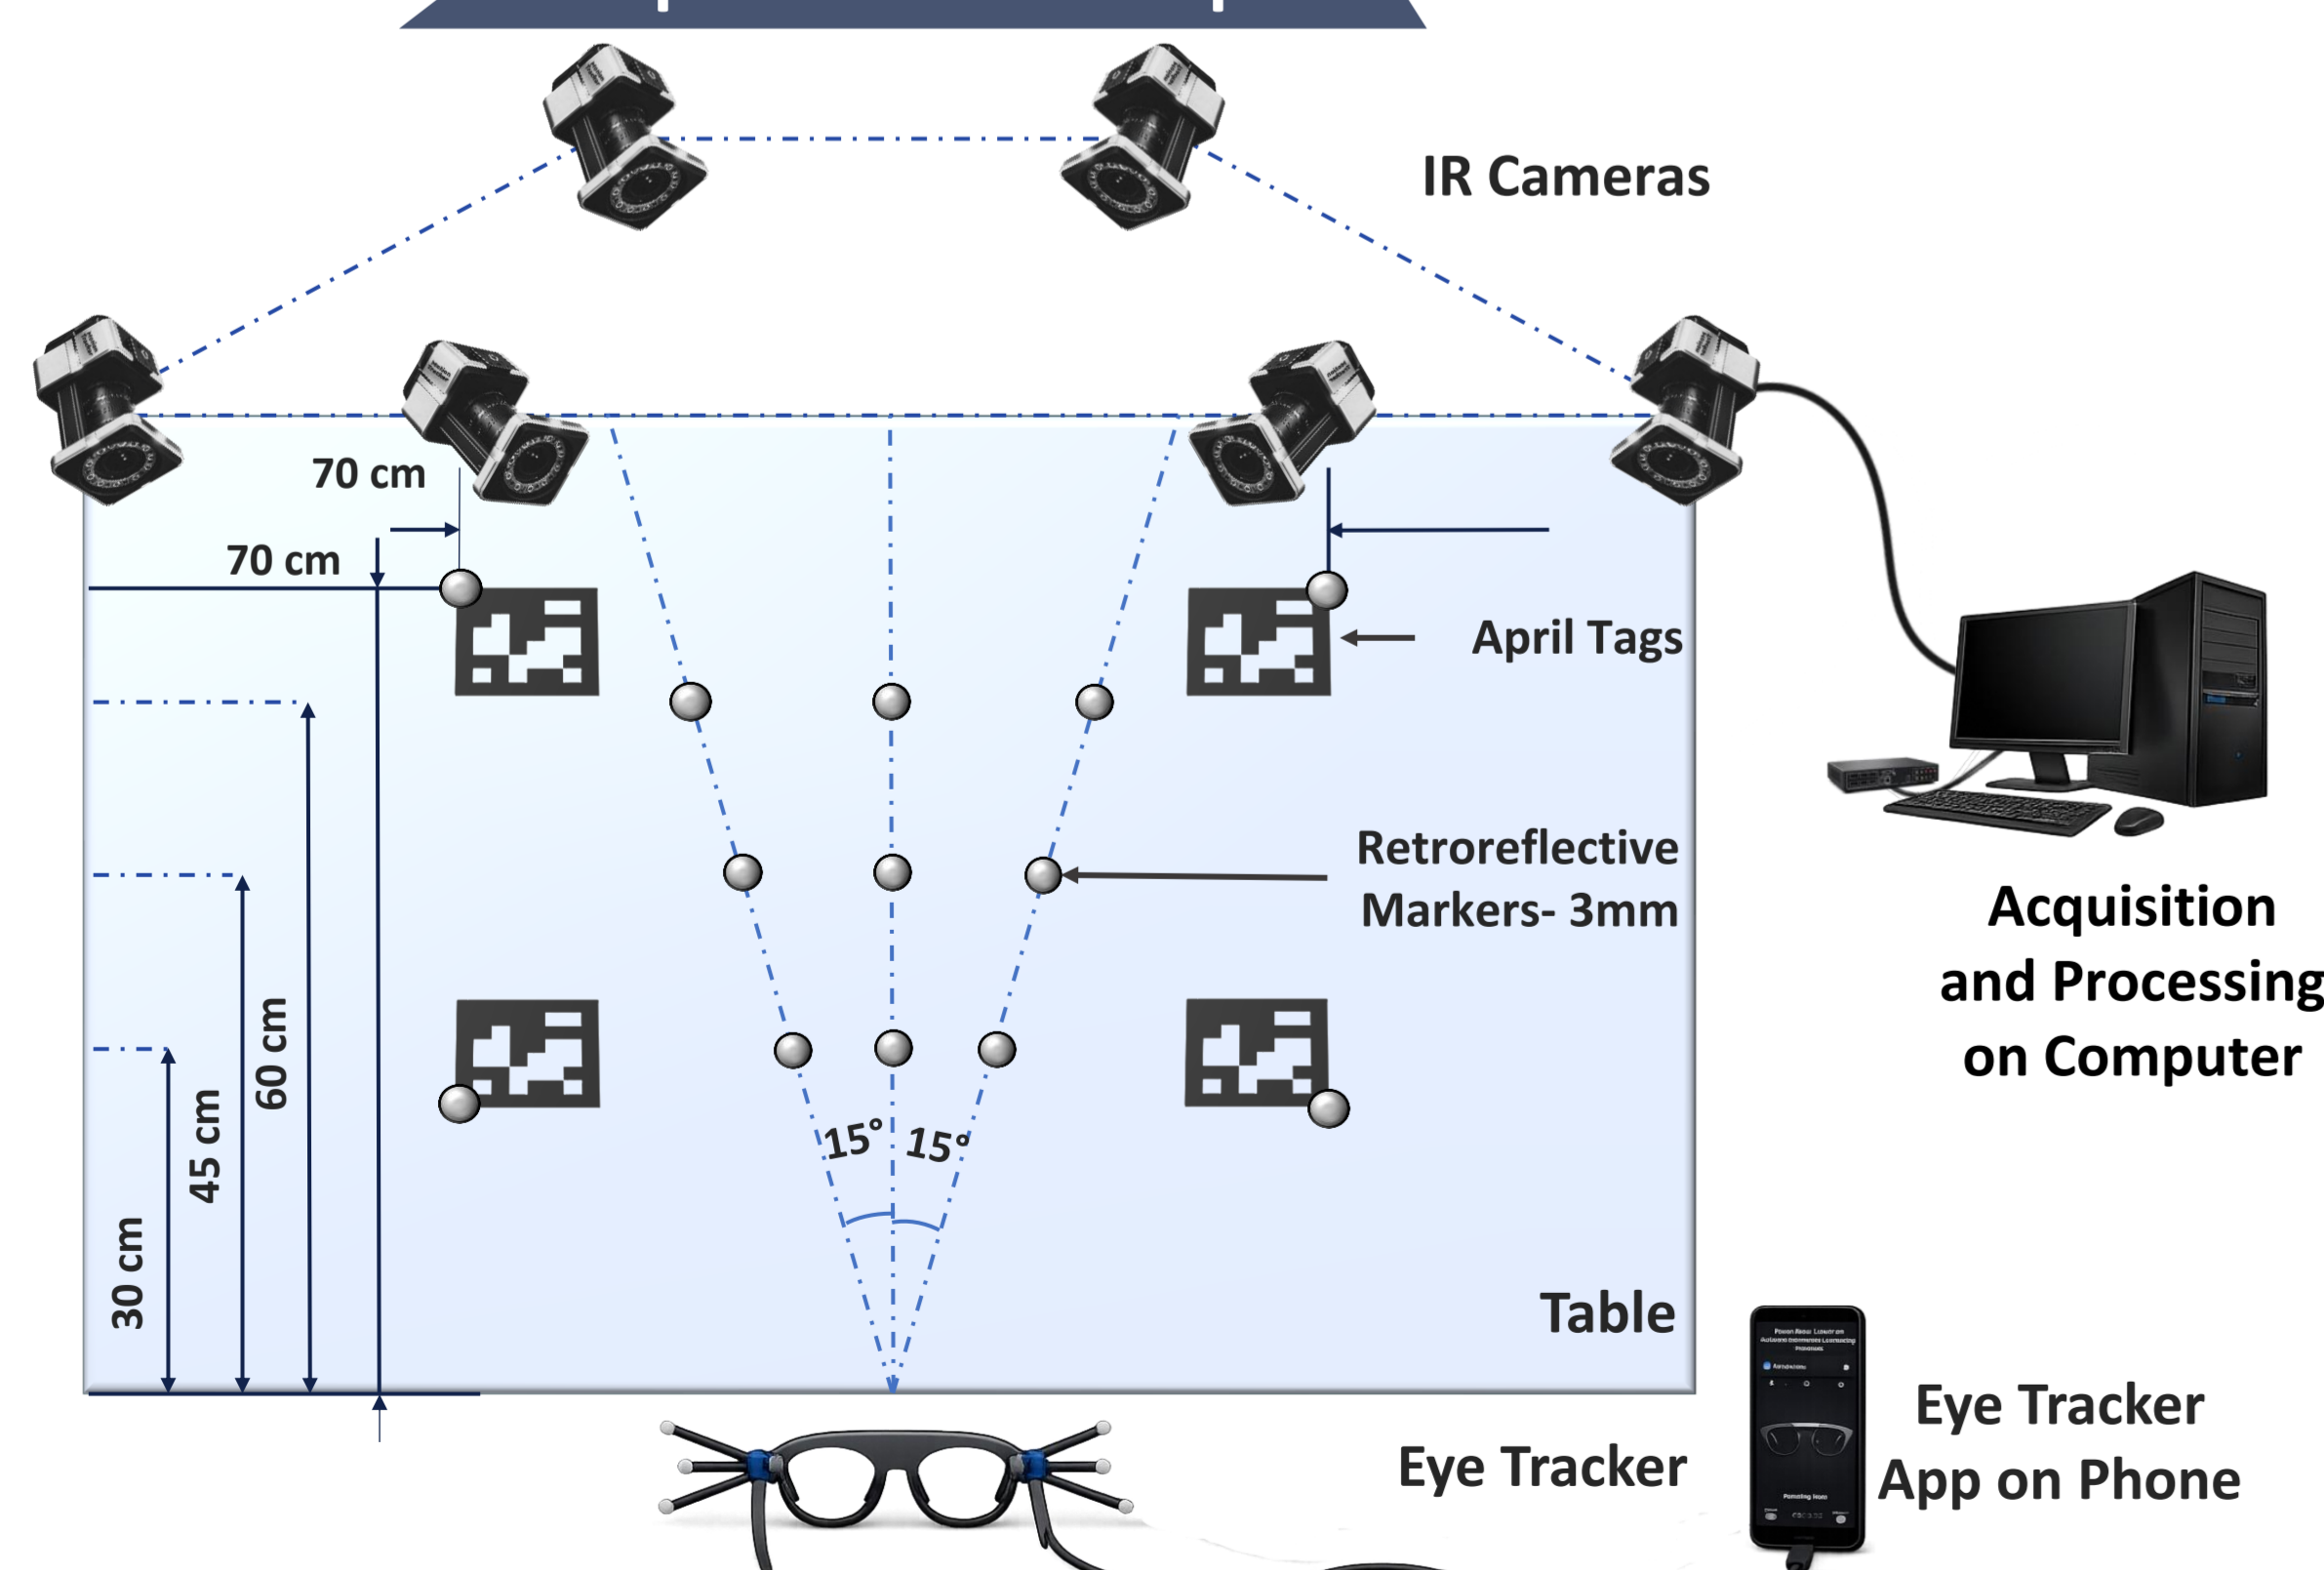 IR Cameras
70 cm
70 cm
April Tags
Retroreflective
Markers- 3mm
Acquisition
and Processing
on Computer
60 cm
45 cm
30 cm
15°
15°
Table
Eye Tracker
Eye Tracker
App on Phone